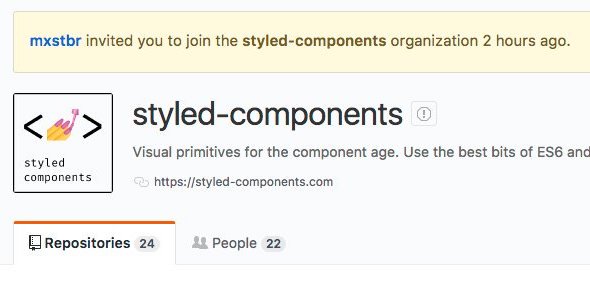 mxstbr invited you to join the styled-components organization 2 hours ago.
styled-components
< >
styled
components
Visual primitives for the component age. Use the best bits of ES6 and
https://styled-components.com
Repositories 24 People 22